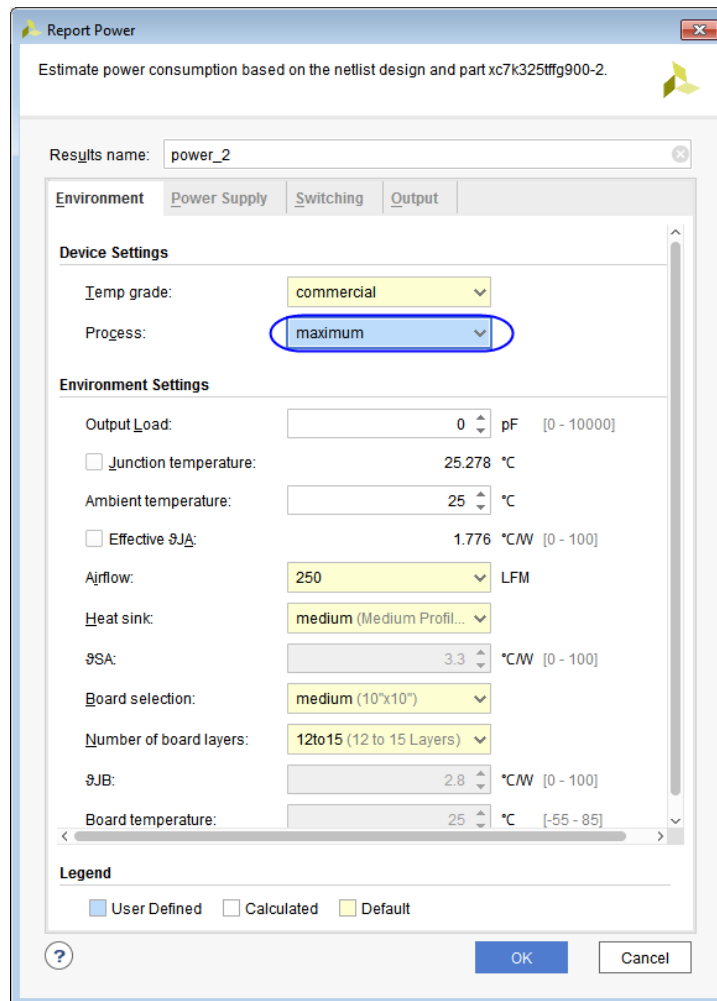 Report Power
Estimate power consumption based on the netlist design and part xc7k325tffg900-2.
Results name: power_2
Environment Power Supply Switching Output
Device Settings
Temp grade: commercial
Process: maximum
Environment Settings
Output Load: 0 pF [0 - 10000]
Junction temperature: 25.278 °C
Ambient temperature: 25 °C
Effective ϑJA: 1.776 °C/W [0 - 100]
Airflow: 250 LFM
Heat sink: medium (Medium Profil...
ϑSA: 3.3 °C/W [0 - 100]
Board selection: medium (10"x10")
Number of board layers: 12to15 (12 to 15 Layers)
ϑJB: 2.8 °C/W [0 - 100]
Board temperature: 25 °C [-55 - 85]
Legend
User Defined Calculated Default
? OK Cancel